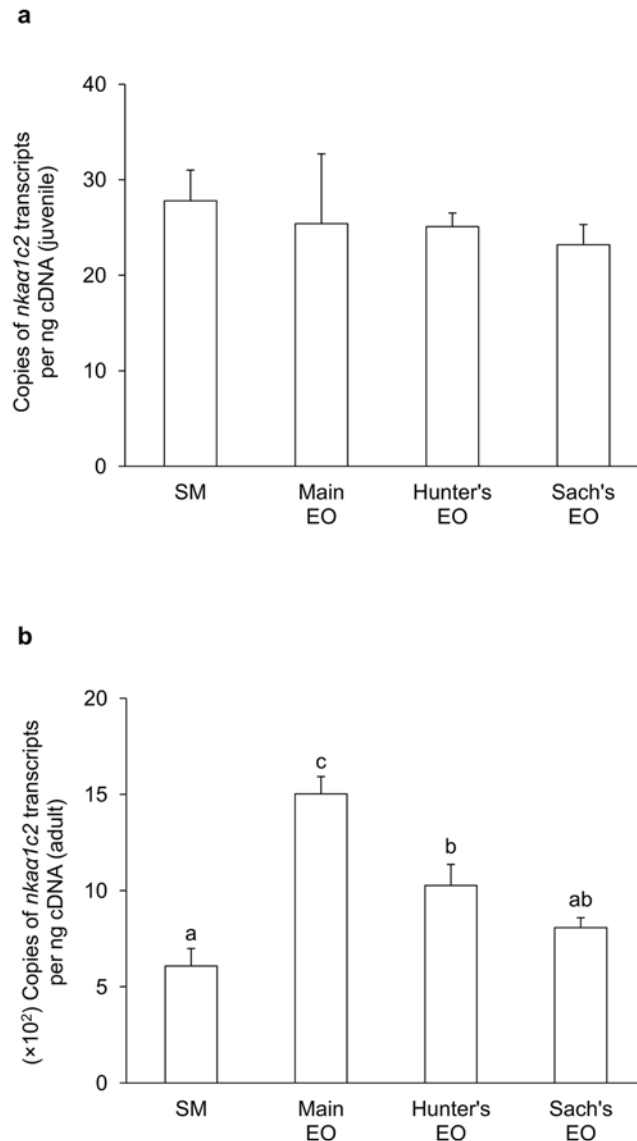 a
Copies of nkaα1c2 transcripts
per ng cDNA (juvenile)
40
30
20
10
0
SM
Main
EO
Hunter's
EO
Sach's
EO
b
(×10²) Copies of nkaα1c2 transcripts
per ng cDNA (adult)
20
15
10
5
0
a
c
b
ab
SM
Main
EO
Hunter's
EO
Sach's
EO